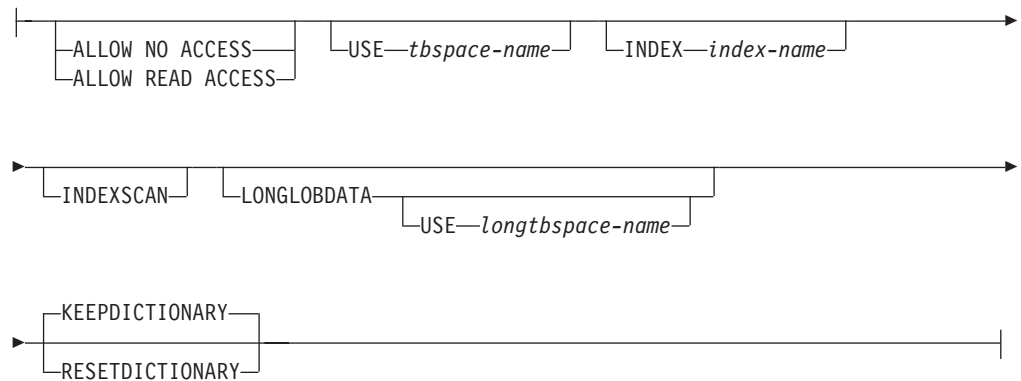 ALLOW NO ACCESS
ALLOW READ ACCESS
USE tbspace-name
INDEX index-name
INDEXSCAN
LONGLOBDATA
USE longtbspace-name
KEEPDICTIONARY
RESETDICTIONARY